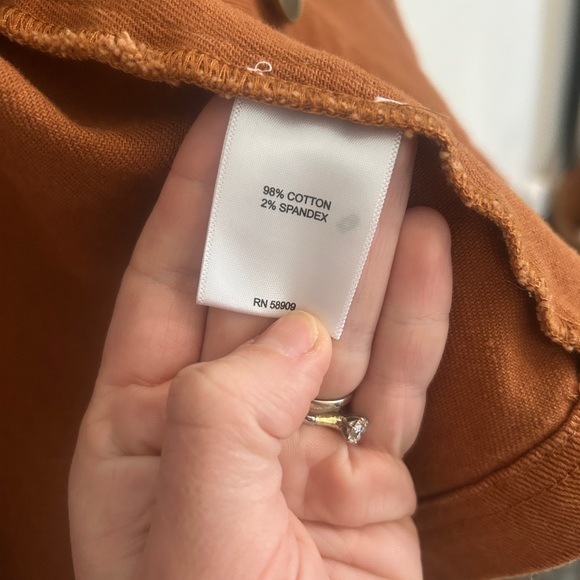 98% COTTON
2% SPANDEX
RN 58909